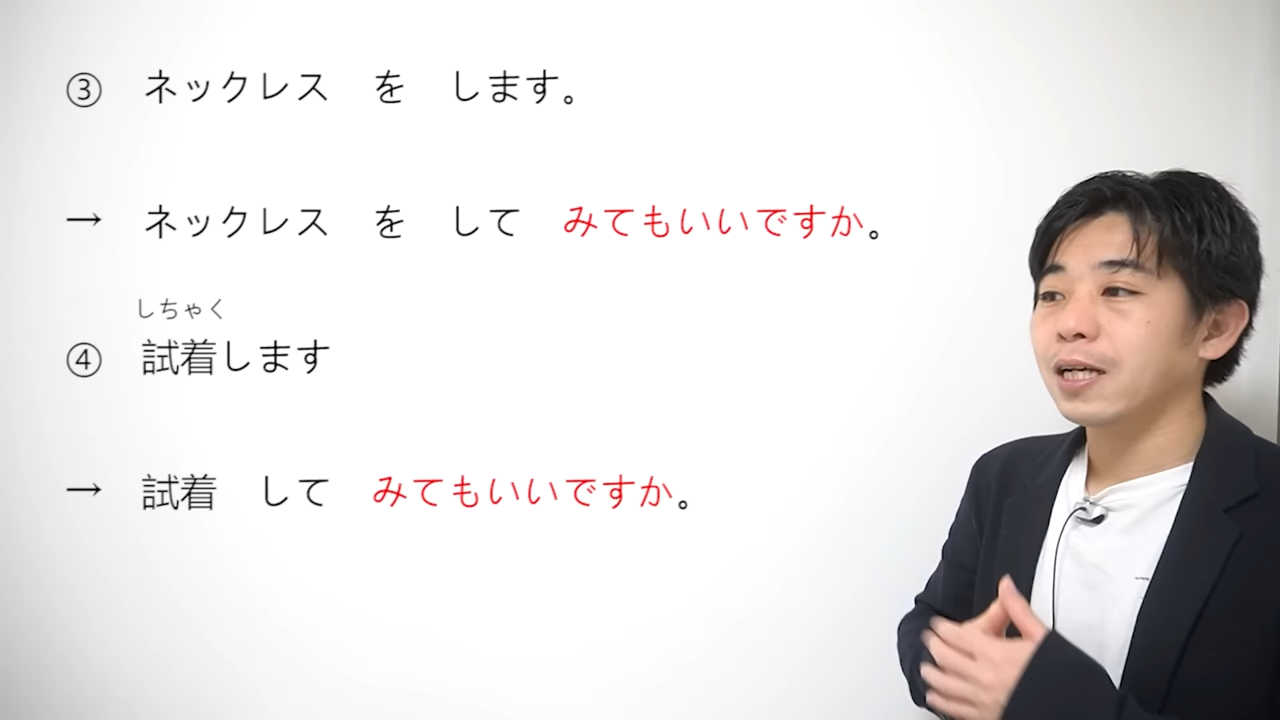 ③ ネックレス を します。
→ ネックレス を して みてもいいですか。
しちゃく
④ 試着します
→ 試着 して みてもいいですか。